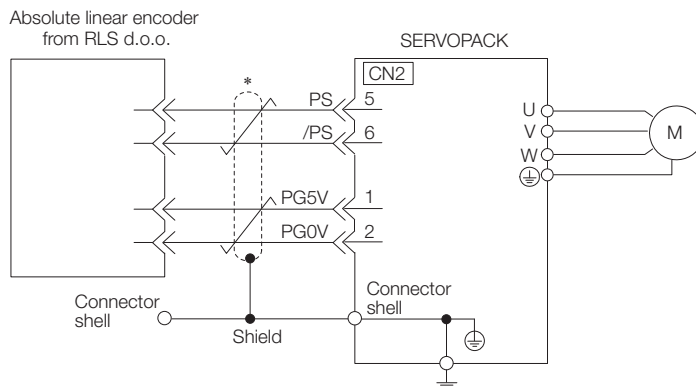 Absolute linear encoder
from RLS d.o.o.
SERVOPACK
CN2
*
PS
5
/PS
6
PG5V
1
PG0V
2
U
V
W
M
Connector
shell
Shield
Connector
shell